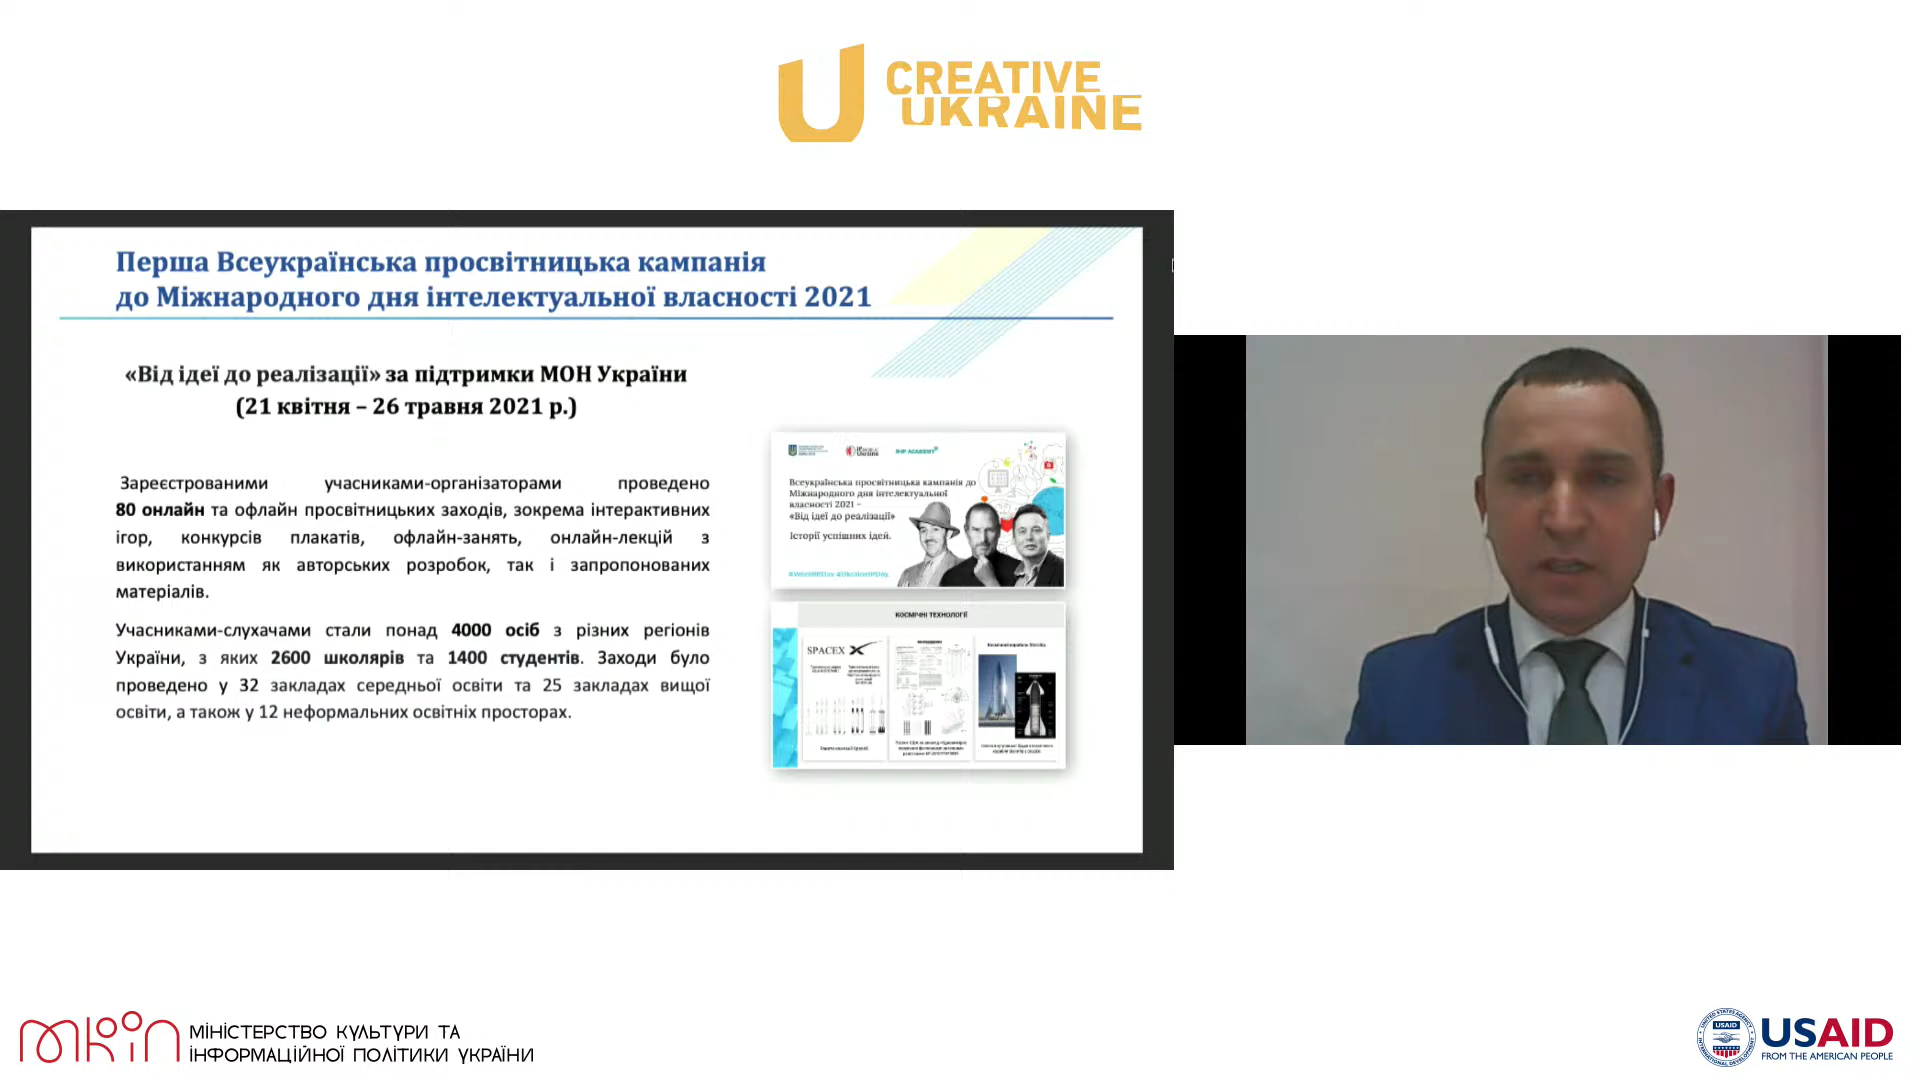 CREATIVE
UKRAINE
Перша Всеукраїнська просвітницька кампанія
до Міжнародного дня інтелектуальної власності 2021
«Від ідеї до реалізації» за підтримки МОН України
(21 квітня – 26 травня 2021 р.)
Зареєстрованими учасниками-організаторами проведено
80 онлайн та офлайн просвітницьких заходів, зокрема інтерактивних
ігор, конкурсів плакатів, офлайн-занять, онлайн-лекцій з
використанням як авторських розробок, так і запропонованих
матеріалів.
Учасниками-слухачами стали понад 4000 осіб з різних регіонів
України, з яких 2600 школярів та 1400 студентів. Заходи було
проведено у 32 закладах середньої освіти та 25 закладах вищої
освіти, а також у 12 неформальних освітніх просторах.
Всеукраїнська просвітницька кампанія до
Міжнародного дня інтелектуальної
власності 2021 –
«Від ідеї до реалізації»
Історії успішних ідей.
КОСМІЧНІ ТЕХНОЛОГІЇ
SPACEX
МІНІСТЕРСТВО КУЛЬТУРИ ТА
ІНФОРМАЦІЙНОЇ ПОЛІТИКИ УКРАЇНИ
USAID
USAID
FROM THE AMERICAN PEOPLE